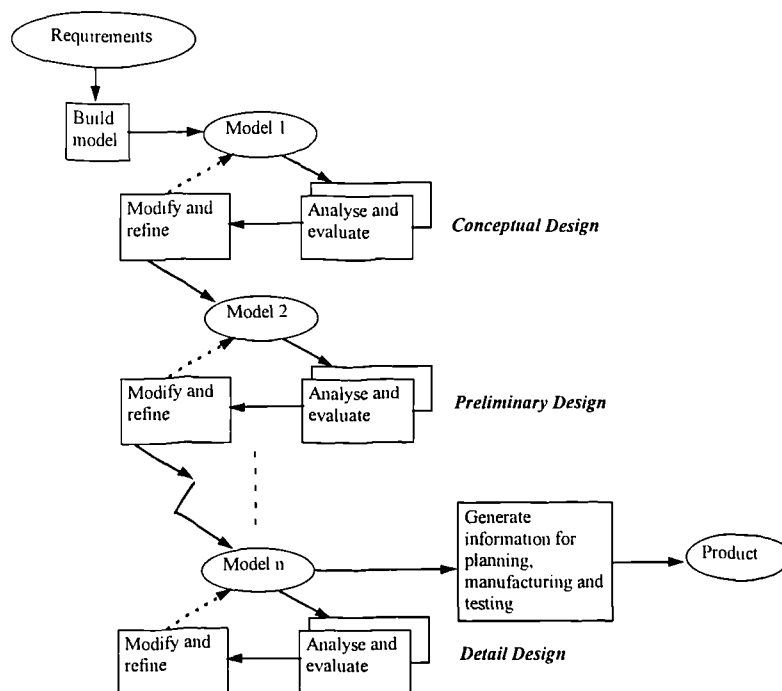 Requirements
Build
model
Model 1
Modify and
refine
Analyse and
evaluate
Conceptual Design
Model 2
Modify and
refine
Analyse and
evaluate
Preliminary Design
Generate
information for
planning,
manufacturing and
testing
Product
Model n
Modify and
refine
Analyse and
evaluate
Detail Design